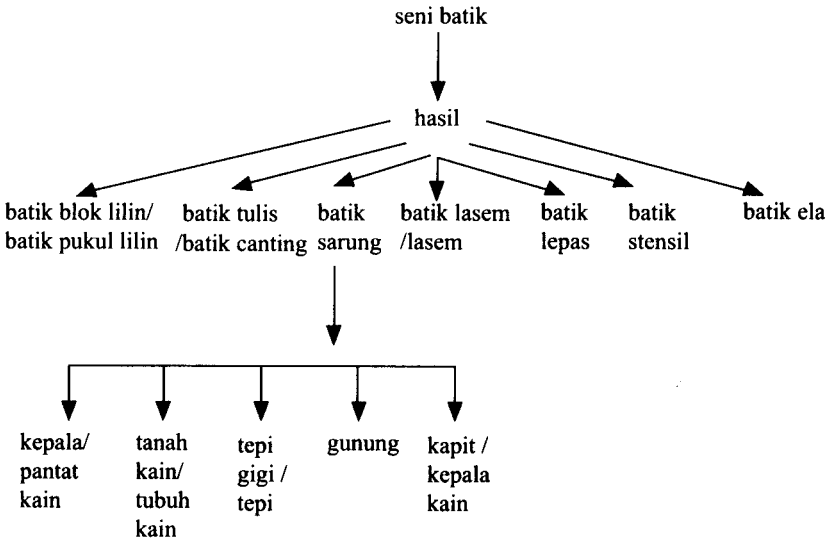 seni batik
hasil
batik blok lilin/
batik pukul lilin
batik tulis
/batik canting
batik
sarung
batik lasem
/lasem
batik
lepas
batik
stensil
batik ela
kepala/
pantat
kain
tanah
kain/
tubuh
kain
tepi
gigi /
tepi
gunung
kapit /
kepala
kain